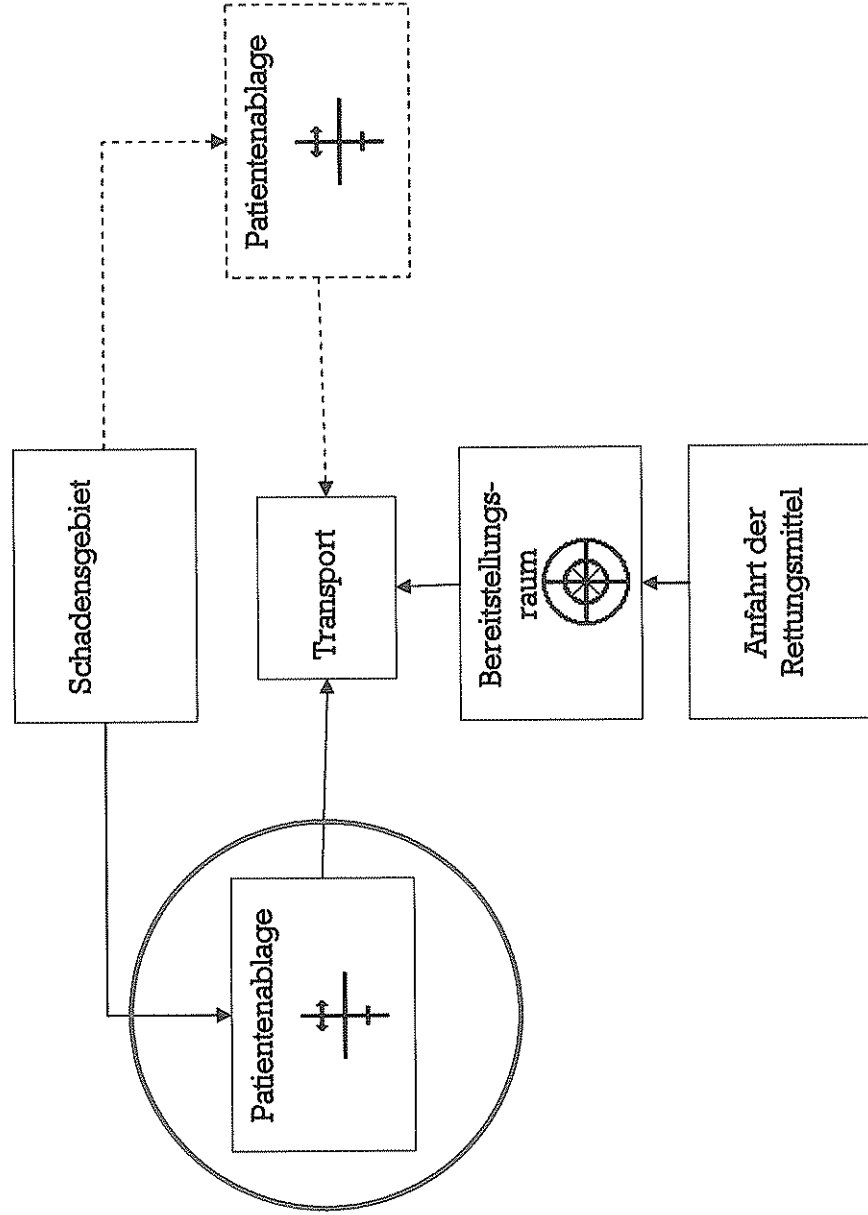 Schadensgebiet
Patientenablage
Transport
Patientenablage
Bereitstellungs-
raum
Anfahrt der
Rettungsmittel